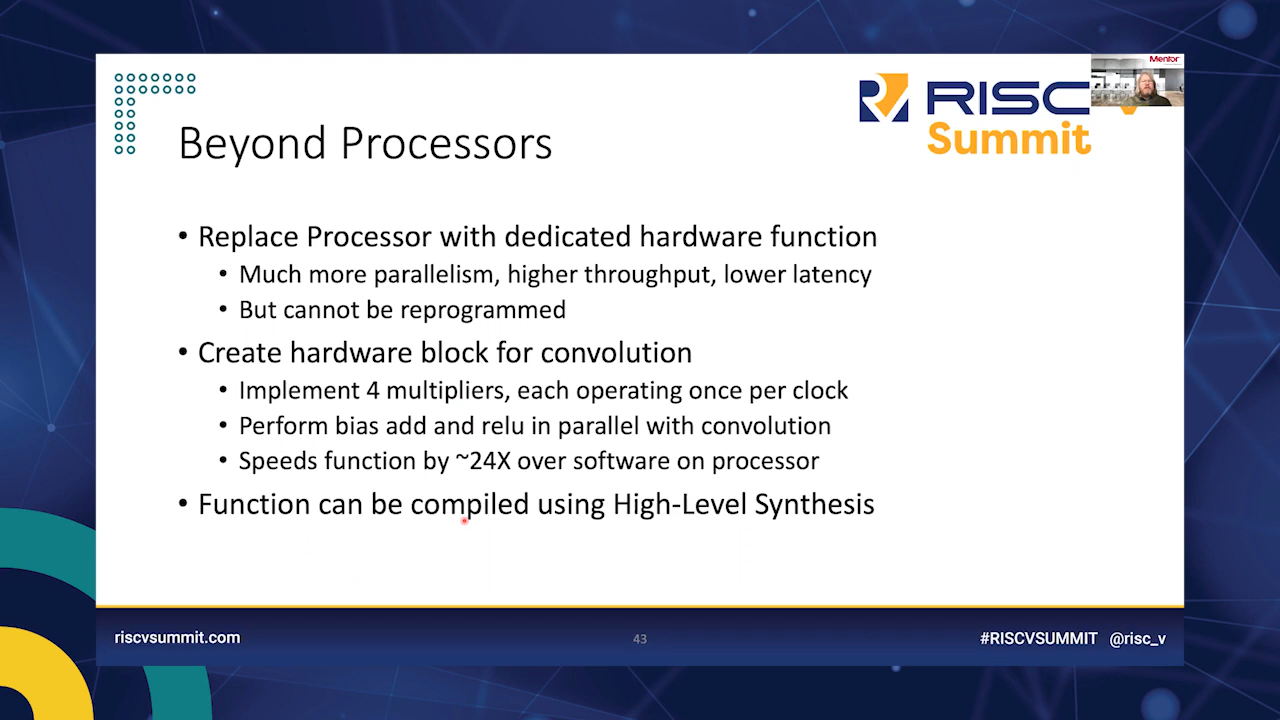 Mentor
RISC
Summit
Beyond Processors
• Replace Processor with dedicated hardware function
• Much more parallelism, higher throughput, lower latency
• But cannot be reprogrammed
• Create hardware block for convolution
• Implement 4 multipliers, each operating once per clock
• Perform bias add and relu in parallel with convolution
• Speeds function by ~24X over software on processor
• Function can be compiled using High-Level Synthesis
riscvsummit.com
43
#RISCVSUMMIT @risc_v